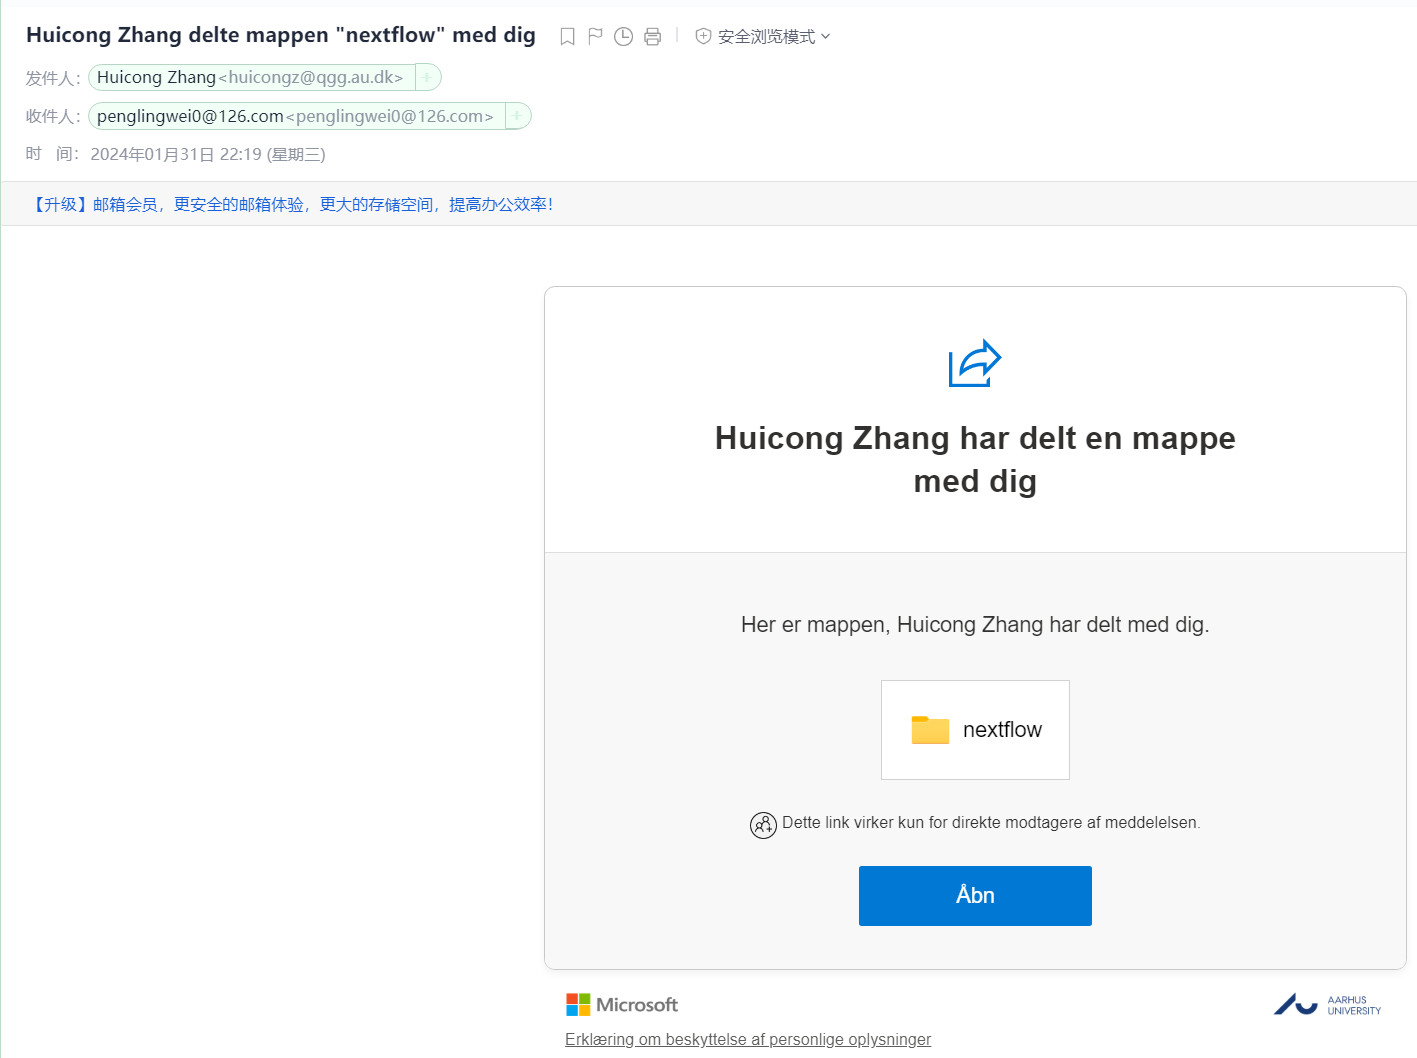 Huicong Zhang delte mappen "nextflow" med dig
安全浏览模式
发件人： Huicong Zhang<huicongz@qgg.au.dk>
收件人： penglingwei0@126.com<penglingwei0@126.com>
时 间： 2024年01月31日 22:19 (星期三)
【升级】邮箱会员，更安全的邮箱体验，更大的存储空间，提高办公效率！
Huicong Zhang har delt en mappe
med dig
Her er mappen, Huicong Zhang har delt med dig.
nextflow
Dette link virker kun for direkte modtagere af meddelelsen.
Åbn
Microsoft
AARHUS
UNIVERSITY
Erklæring om beskyttelse af personlige oplysninger